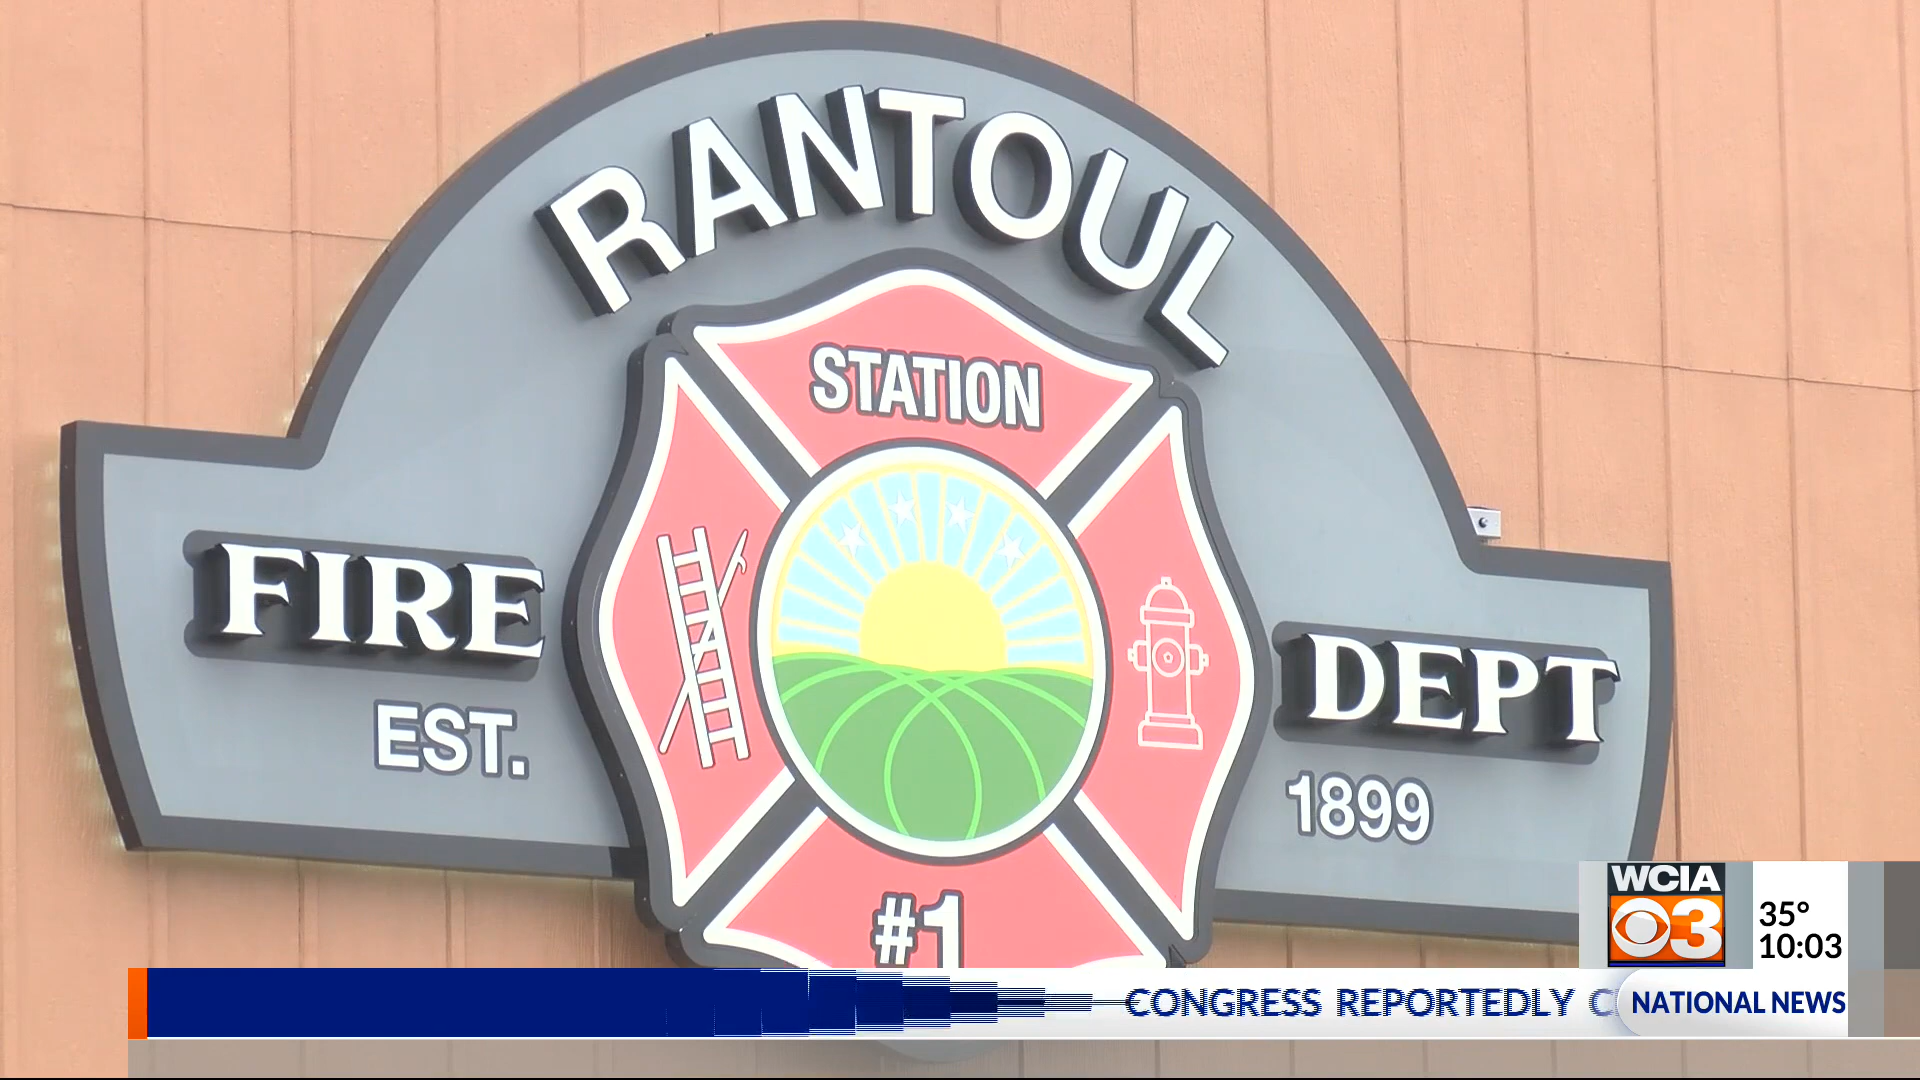 RANTOUL
STATION
FIRE
DEPT
EST.
1899
#1
WCIA
3
35°
10:03
CONGRESS REPORTEDLY
NATIONAL NEWS